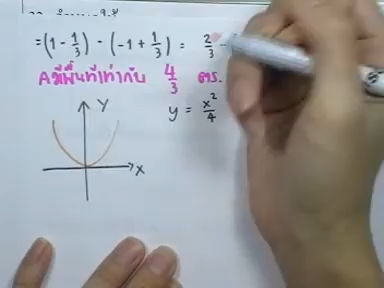 = (1 - 1/3) - (-1 + 1/3) = 2/3
A มีพื้นที่เท่ากับ 4/3 ตร.
Y
y = x²/4
X